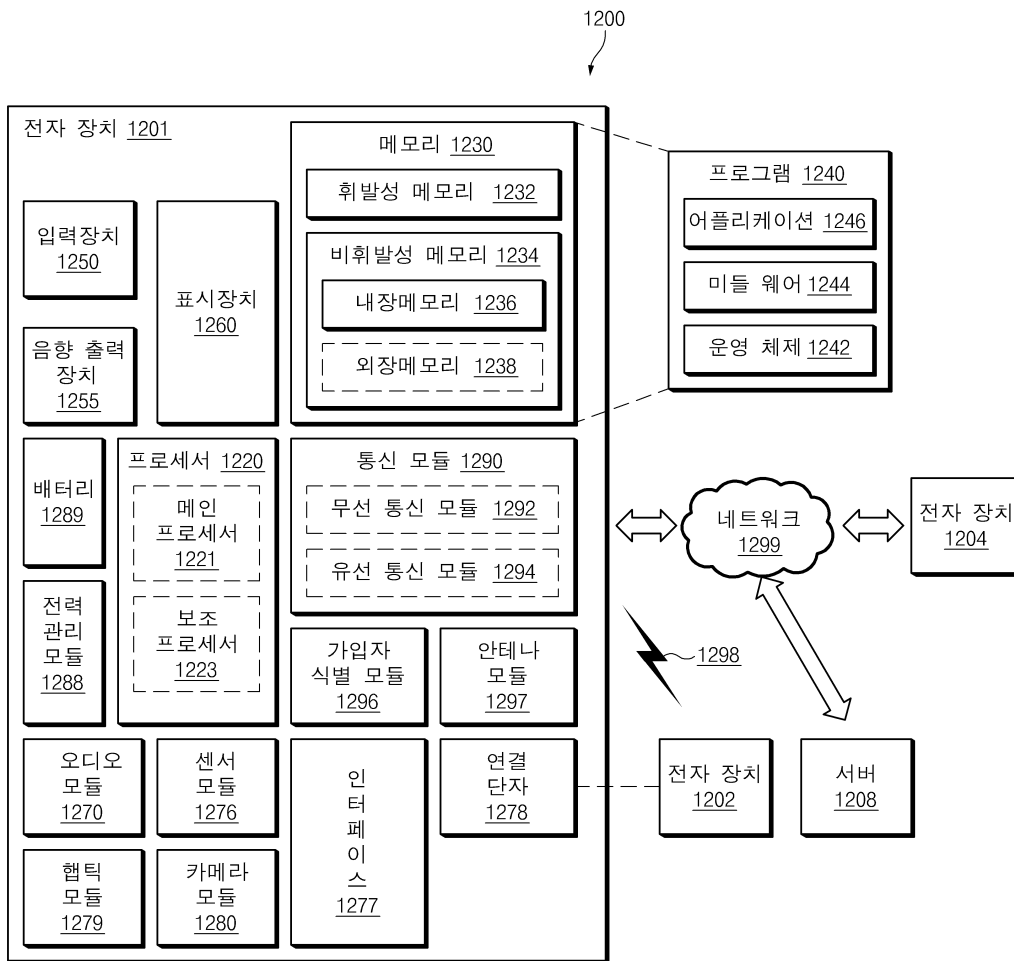 1200
전자 장치 1201
입력장치
1250
음향 출력
장치
1255
표시장치
1260
메모리 1230
휘발성 메모리 1232
비휘발성 메모리 1234
내장메모리 1236
외장메모리 1238
프로그램 1240
어플리케이션 1246
미들 웨어 1244
운영 체제 1242
배터리
1289
전력
관리
모듈
1288
프로세서 1220
메인
프로세서
1221
보조
프로세서
1223
통신 모듈 1290
무선 통신 모듈 1292
유선 통신 모듈 1294
가입자
식별 모듈
1296
안테나
모듈
1297
네트워크
1299
전자 장치
1204
1298
오디오
모듈
1270
센서
모듈
1276
인
터
페
이
스
1277
연결
단자
1278
전자 장치
1202
서버
1208
햅틱
모듈
1279
카메라
모듈
1280